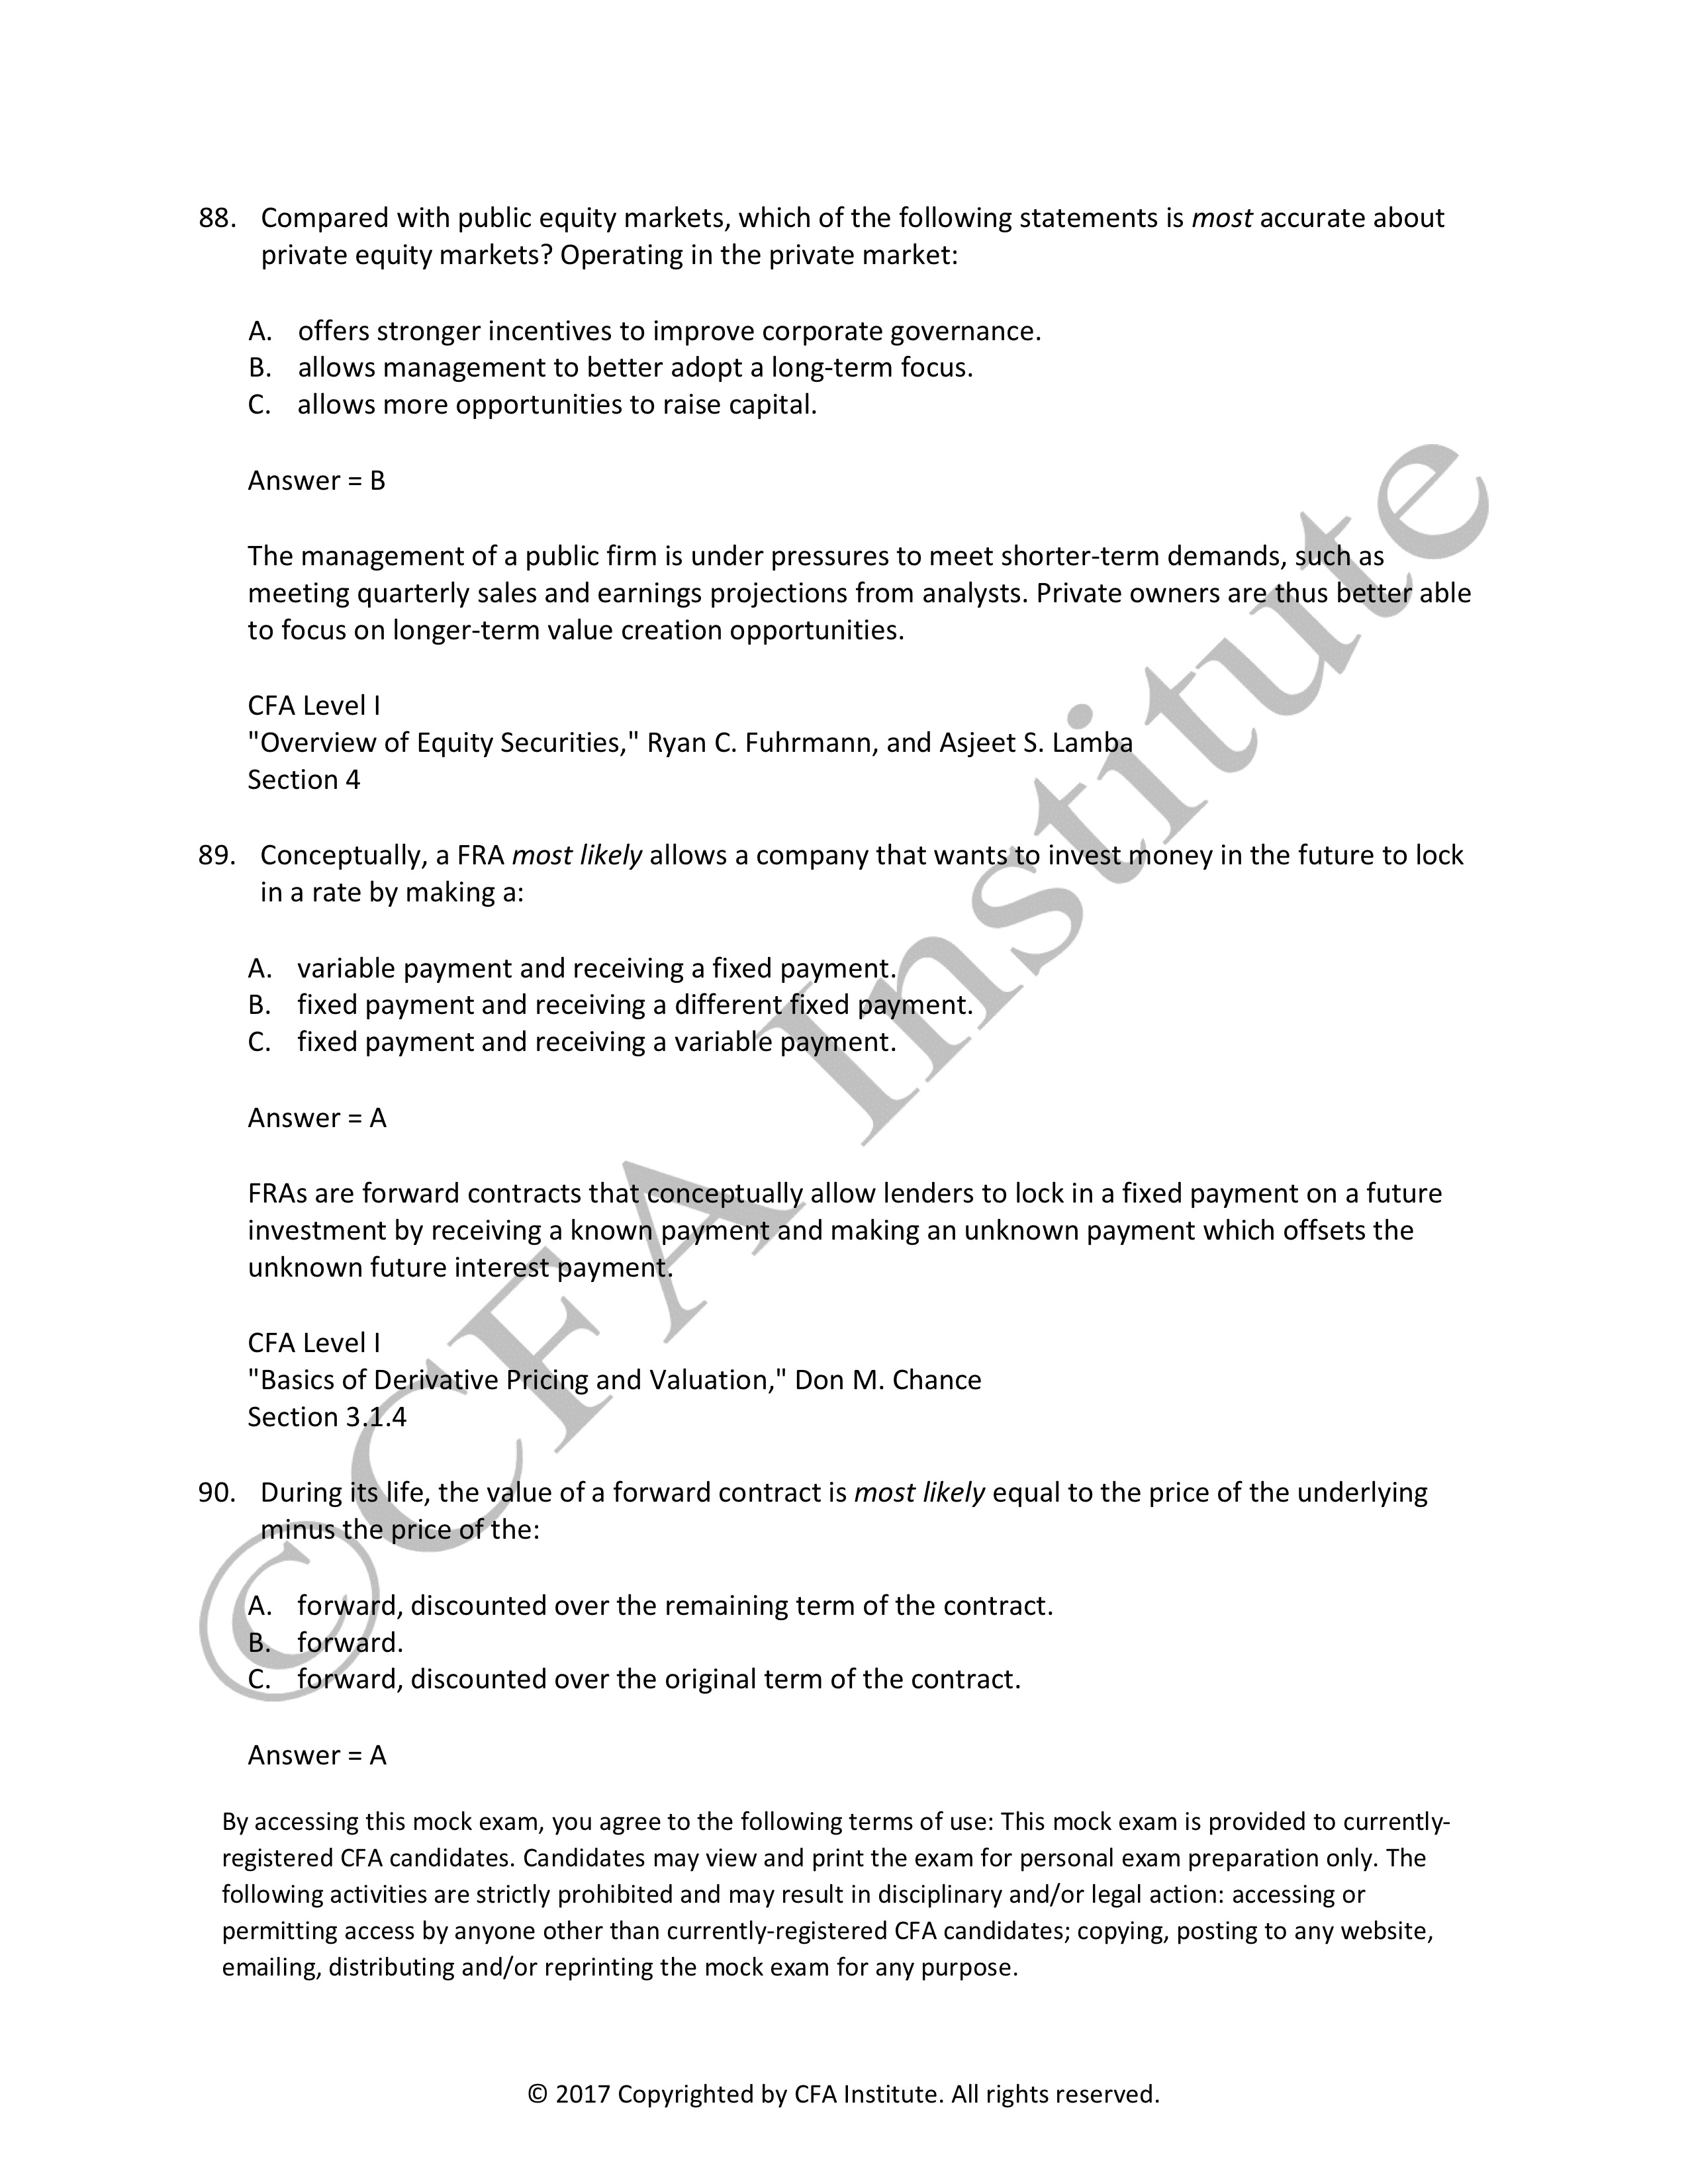 88. Compared with public equity markets, which of the following statements is most accurate about
private equity markets? Operating in the private market:
A. offers stronger incentives to improve corporate governance.
B. allows management to better adopt a long-term focus.
C. allows more opportunities to raise capital.
Answer = B
The management of a public firm is under pressures to meet shorter-term demands, such as
meeting quarterly sales and earnings projections from analysts. Private owners are thus better able
to focus on longer-term value creation opportunities.
CFA Level I
"Overview of Equity Securities," Ryan C. Fuhrmann, and Asjeet S. Lamba
Section 4
89. Conceptually, a FRA most likely allows a company that wants to invest money in the future to lock
in a rate by making a:
A. variable payment and receiving a fixed payment.
B. fixed payment and receiving a different fixed payment.
C. fixed payment and receiving a variable payment.
Answer = A
FRAs are forward contracts that conceptually allow lenders to lock in a fixed payment on a future
investment by receiving a known payment and making an unknown payment which offsets the
unknown future interest payment.
CFA Level I
"Basics of Derivative Pricing and Valuation," Don M. Chance
Section 3.1.4
90. During its life, the value of a forward contract is most likely equal to the price of the underlying
minus the price of the:
A. forward, discounted over the remaining term of the contract.
B. forward.
C. forward, discounted over the original term of the contract.
Answer = A
By accessing this mock exam, you agree to the following terms of use: This mock exam is provided to currently-
registered CFA candidates. Candidates may view and print the exam for personal exam preparation only. The
following activities are strictly prohibited and may result in disciplinary and/or legal action: accessing or
permitting access by anyone other than currently-registered CFA candidates; copying, posting to any website,
emailing, distributing and/or reprinting the mock exam for any purpose.
© 2017 Copyrighted by CFA Institute. All rights reserved.
©CFA Institute